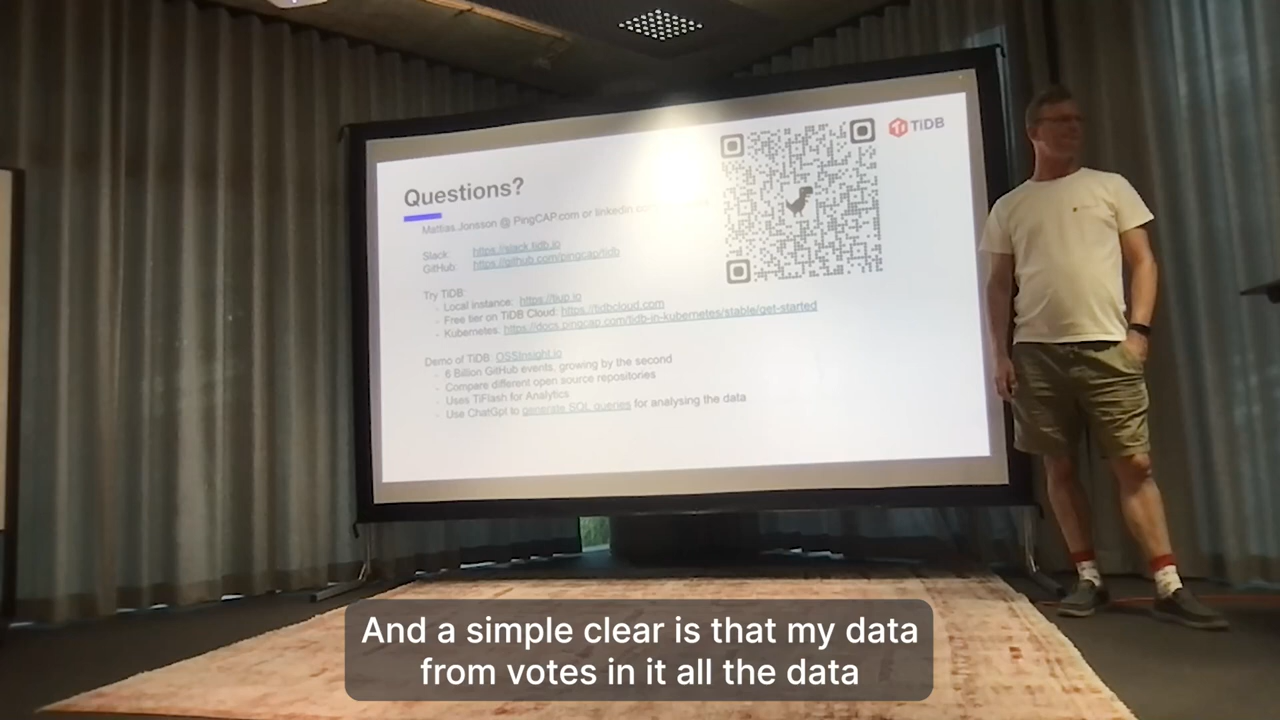 TiDB
Questions?
Mattias.Jonsson @ PingCAP.com or linkedin
Slack: https://slack.tidb.io
GitHub: https://github.com/pingcap/tidb
Try TiDB:
- Local instance: https://tiup.io
- Free tier on TiDB Cloud: https://tidbcloud.com
- Kubernetes: https://docs.pingcap.com/tidb-in-kubernetes/stable/get-started
Demo of TiDB: OSSInsight.io
- 6 Billion GitHub events, growing by the second
- Compare different open source repositories
- Uses TiFlash for Analytics
- Use ChatGpt to generate SQL queries for analysing the data
And a simple clear is that my data
from votes in it all the data